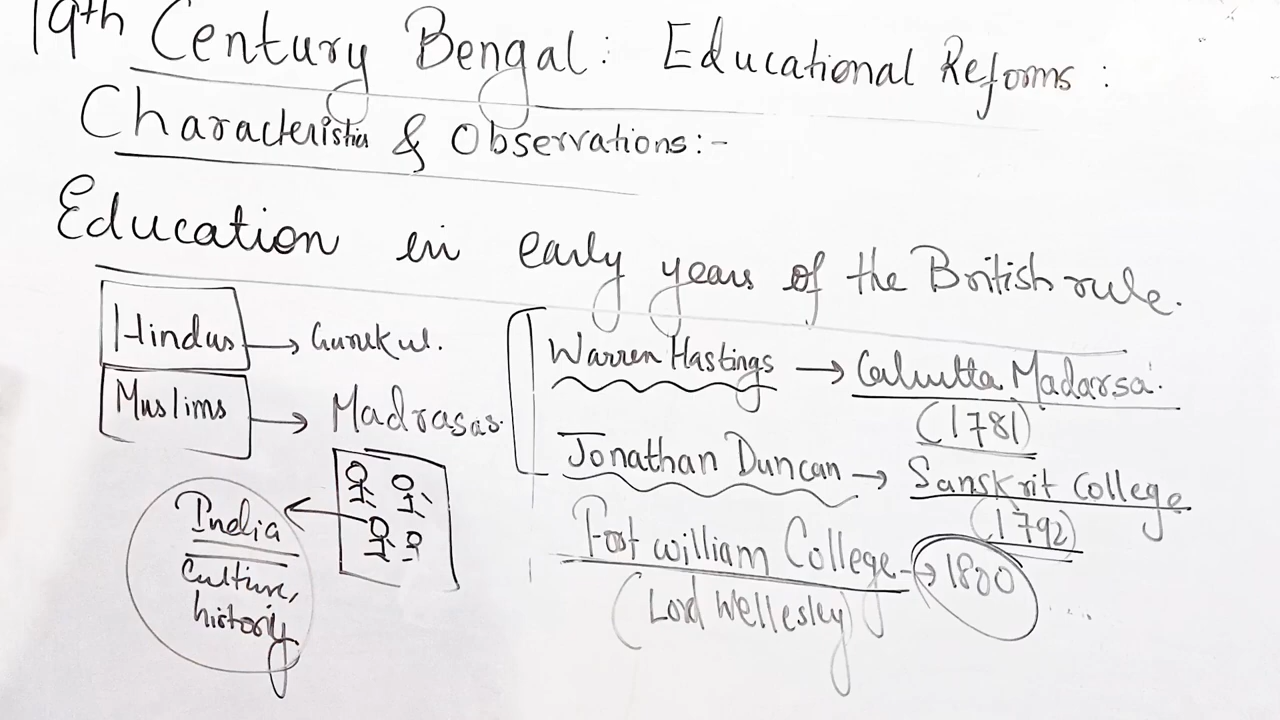 19th Century Bengal: Educational Reforms:
Characteristics & Observations:-
Education in early years of the British rule.
Hindus → Gurukul.
Muslims → Madrasas.
India
Culture,
history
Warren Hastings → Calcutta Madarsa.
(1781)
Jonathan Duncan → Sanskrit College
(1792)
Fort william College → 1800
(Lord Wellesley)